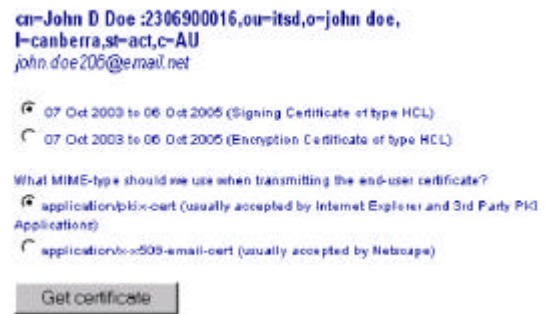 cn=John D Doe :2306900016,ou=itsd,o=john doe,
l=canberra,st=act,c=AU
john.doe206@email.net
07 Oct 2003 to 06 Oct 2005 (Signing Certificate of type HCL)
07 Oct 2003 to 06 Oct 2005 (Encryption Certificate of type HCL)
What MIME-type should we use when transmitting the end-user certificate?
application/pkix-cert (usually accepted by Internet Explorer and 3rd Party PKI
Applications)
application/x-x509-email-cert (usually accepted by Netscape)
Get certificate